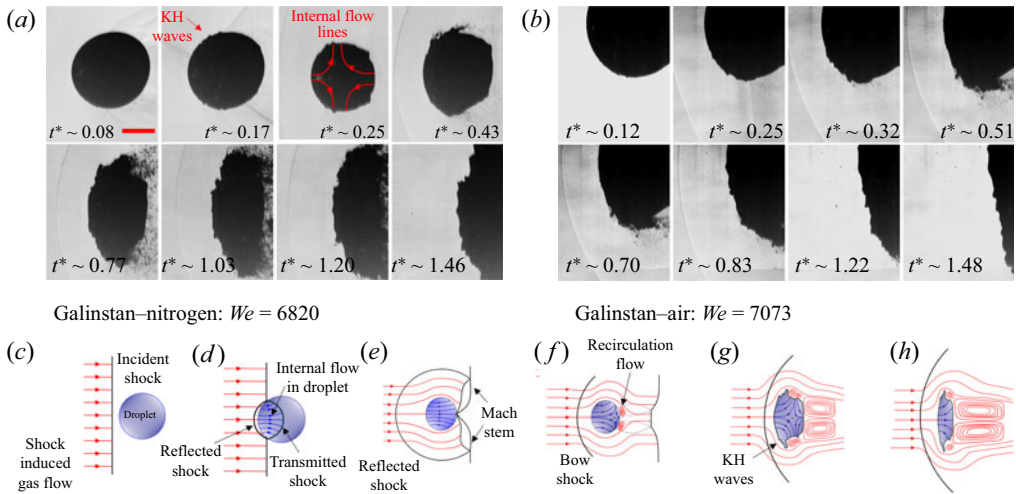 (a)
KH
waves
Internal flow
lines
t* ~ 0.08
t* ~ 0.17
t* ~ 0.25
t* ~ 0.43
t* ~ 0.77
t* ~ 1.03
t* ~ 1.20
t* ~ 1.46
Galinstan–nitrogen: We = 6820
(b)
t* ~ 0.12
t* ~ 0.25
t* ~ 0.32
t* ~ 0.51
t* ~ 0.70
t* ~ 0.83
t* ~ 1.22
t* ~ 1.48
Galinstan–air: We = 7073
(c)
Incident
shock
Droplet
Shock
induced
gas flow
(d)
Internal flow
in droplet
Reflected
shock
Transmitted
shock
(e)
Mach
stem
Reflected
shock
(f)
Recirculation
flow
Bow
shock
(g)
KH
waves
(h)